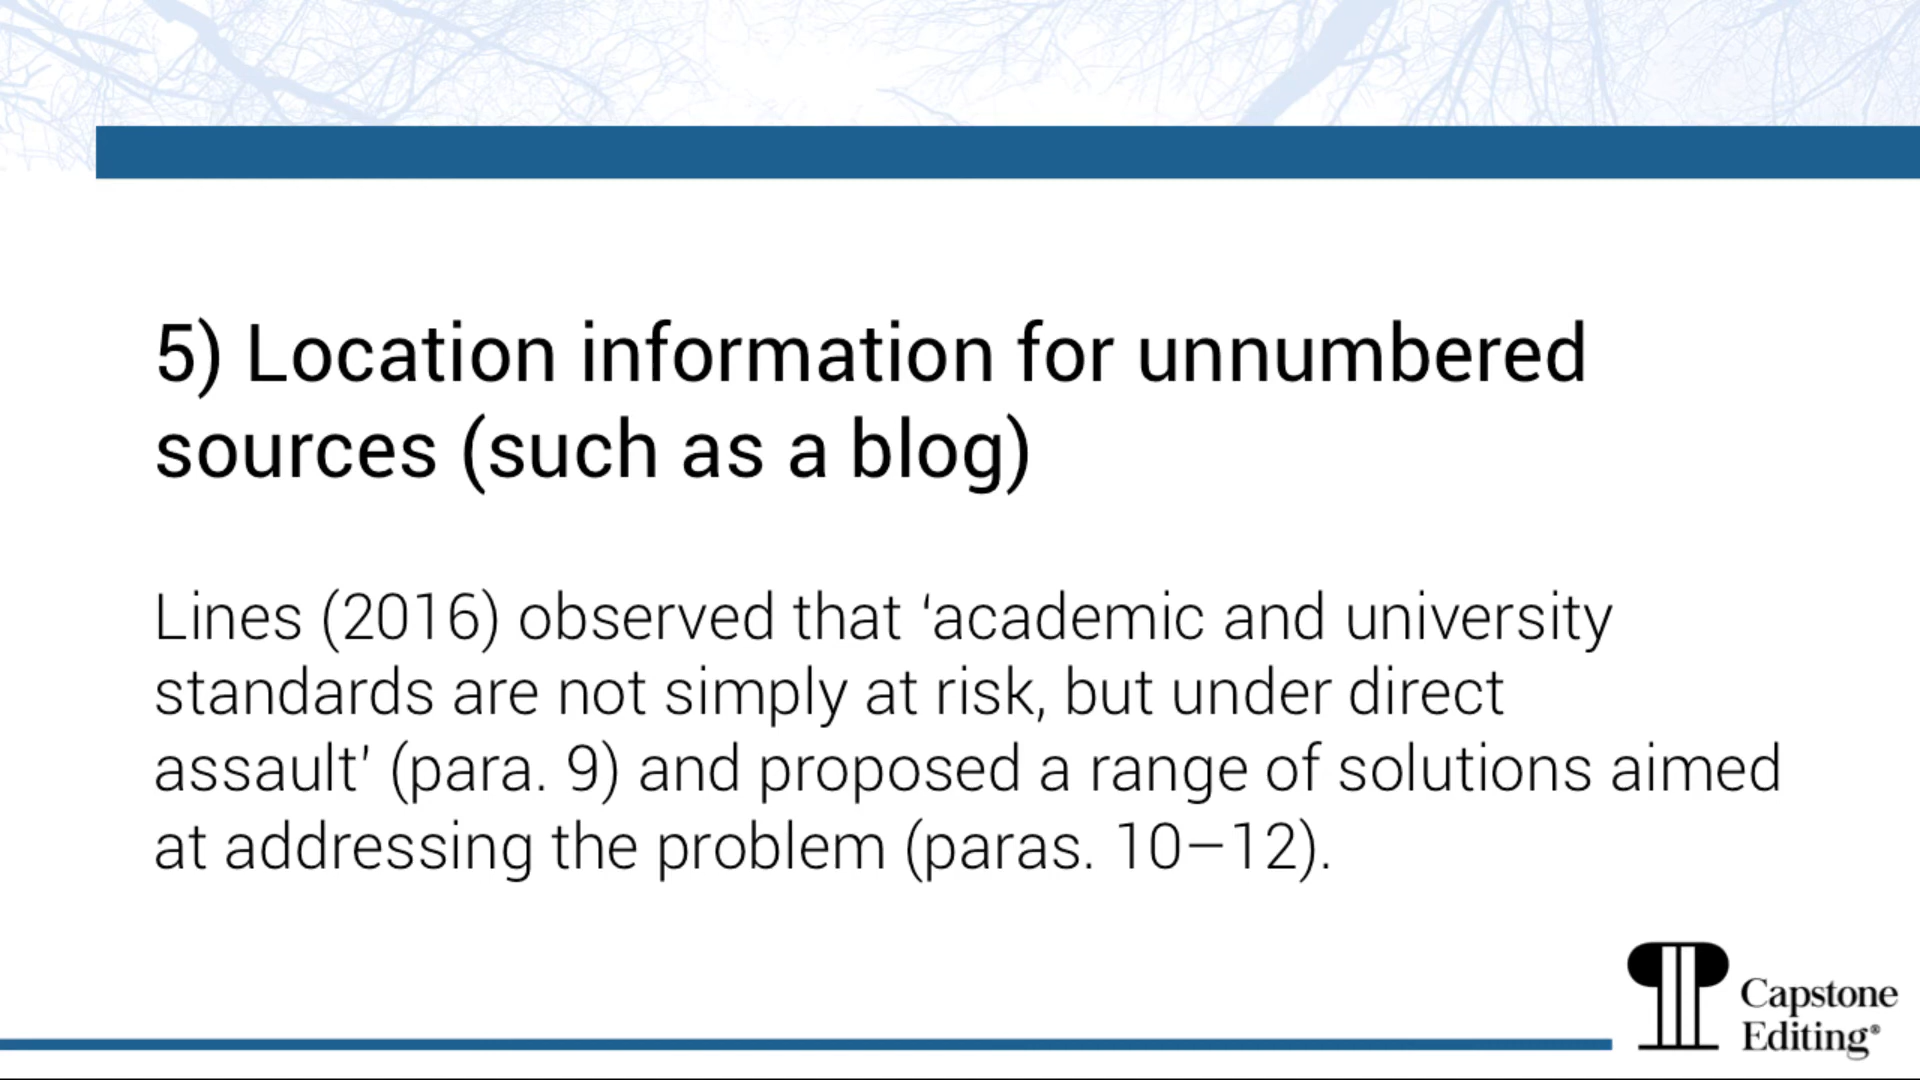 5) Location information for unnumbered
sources (such as a blog)
Lines (2016) observed that ‘academic and university
standards are not simply at risk, but under direct
assault’ (para. 9) and proposed a range of solutions aimed
at addressing the problem (paras. 10–12).
Capstone
Editing®